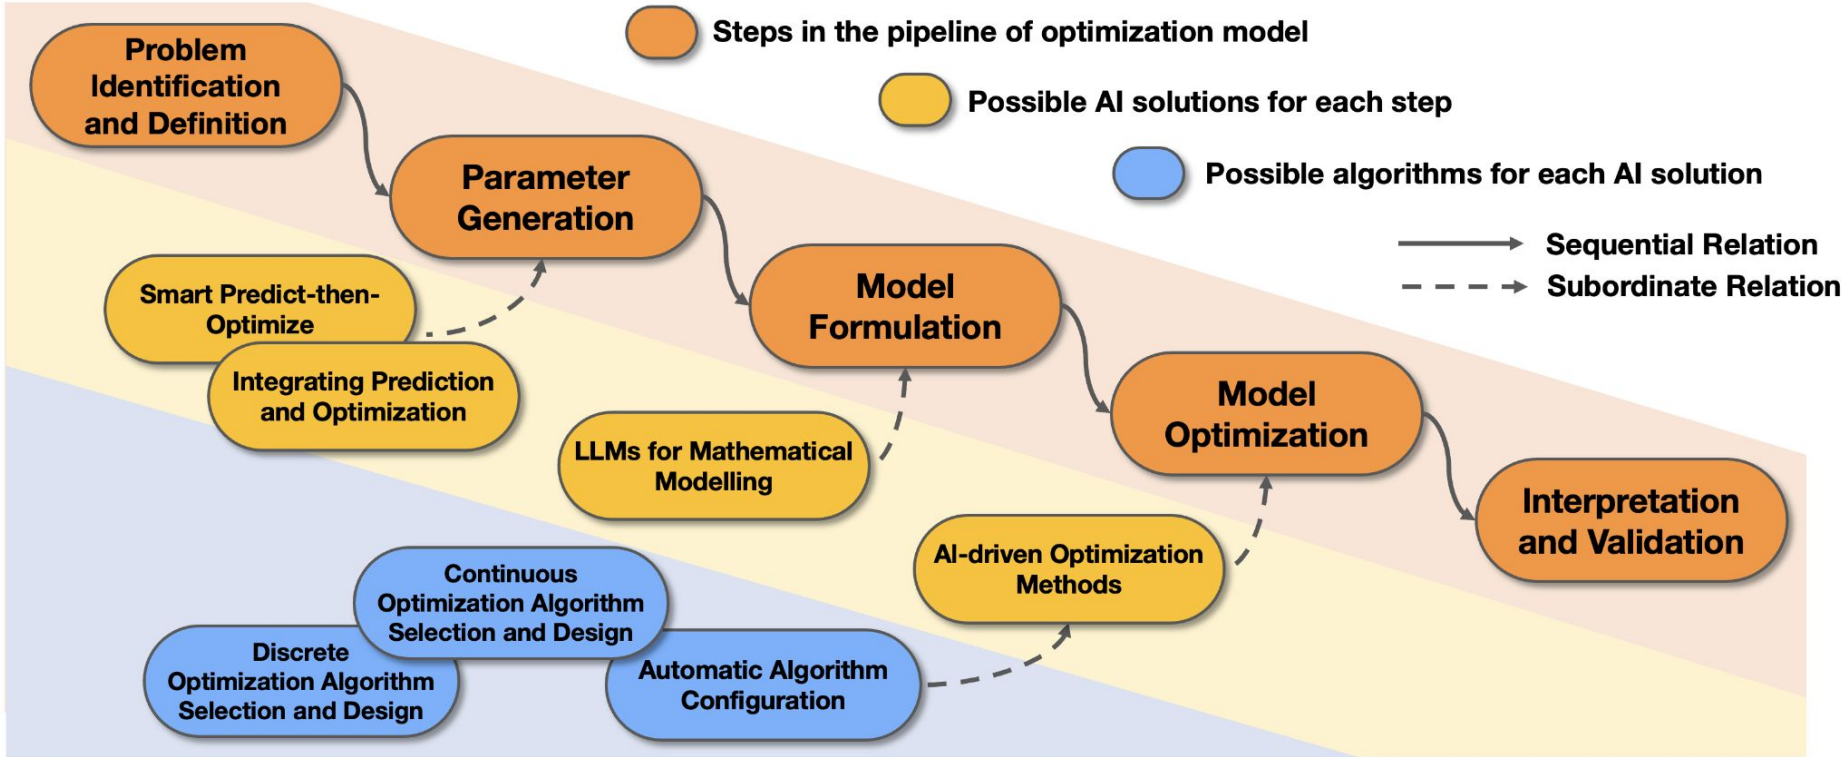 Problem
Identification
and Definition
Steps in the pipeline of optimization model
Possible AI solutions for each step
Possible algorithms for each AI solution
Sequential Relation
Subordinate Relation
Parameter
Generation
Model
Formulation
Model
Optimization
Interpretation
and Validation
Smart Predict-then-
Optimize
Integrating Prediction
and Optimization
LLMs for Mathematical
Modelling
AI-driven Optimization
Methods
Continuous
Optimization Algorithm
Selection and Design
Discrete
Optimization Algorithm
Selection and Design
Automatic Algorithm
Configuration